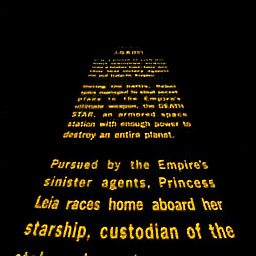 During the battle, Rebel
spies managed to steal secret
plans to the Empire's
ultimate weapon, the DEATH
STAR, an armored space
station with enough power to
destroy an entire planet.
Pursued by the Empire's
sinister agents, Princess
Leia races home aboard her
starship, custodian of the